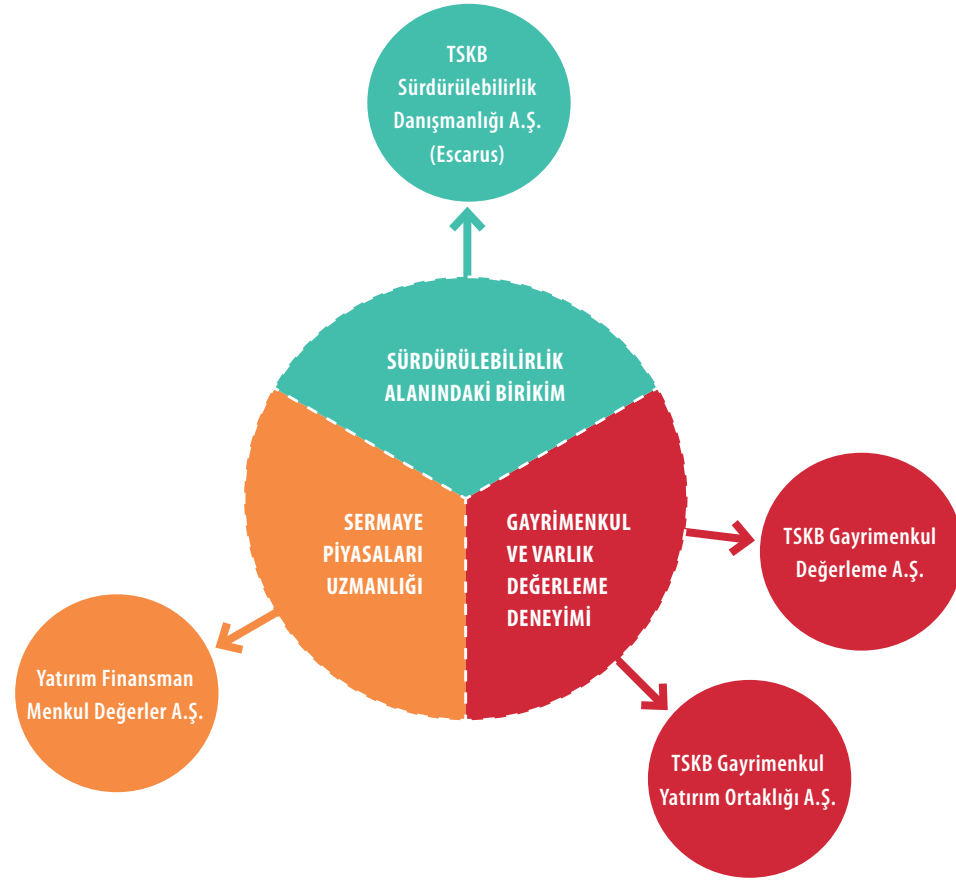 TSKB
Sürdürülebilirlik
Danışmanlığı A.Ş.
(Escarus)
SÜRDÜRÜLEBİLİRLİK
ALANINDAKİ BİRİKİM
SERMAYE
PİYASALARI
UZMANLIĞI
GAYRİMENKUL
VE VARLIK
DEĞERLEME
DENEYİMİ
TSKB Gayrimenkul
Değerleme A.Ş.
Yatırım Finansman
Menkul Değerler A.Ş.
TSKB Gayrimenkul
Yatırım Ortaklığı A.Ş.